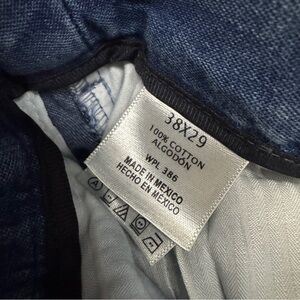 38X29
100% COTTON
ALGODON
WPL 386
MADE IN MEXICO
HECHO EN MEXICO
A